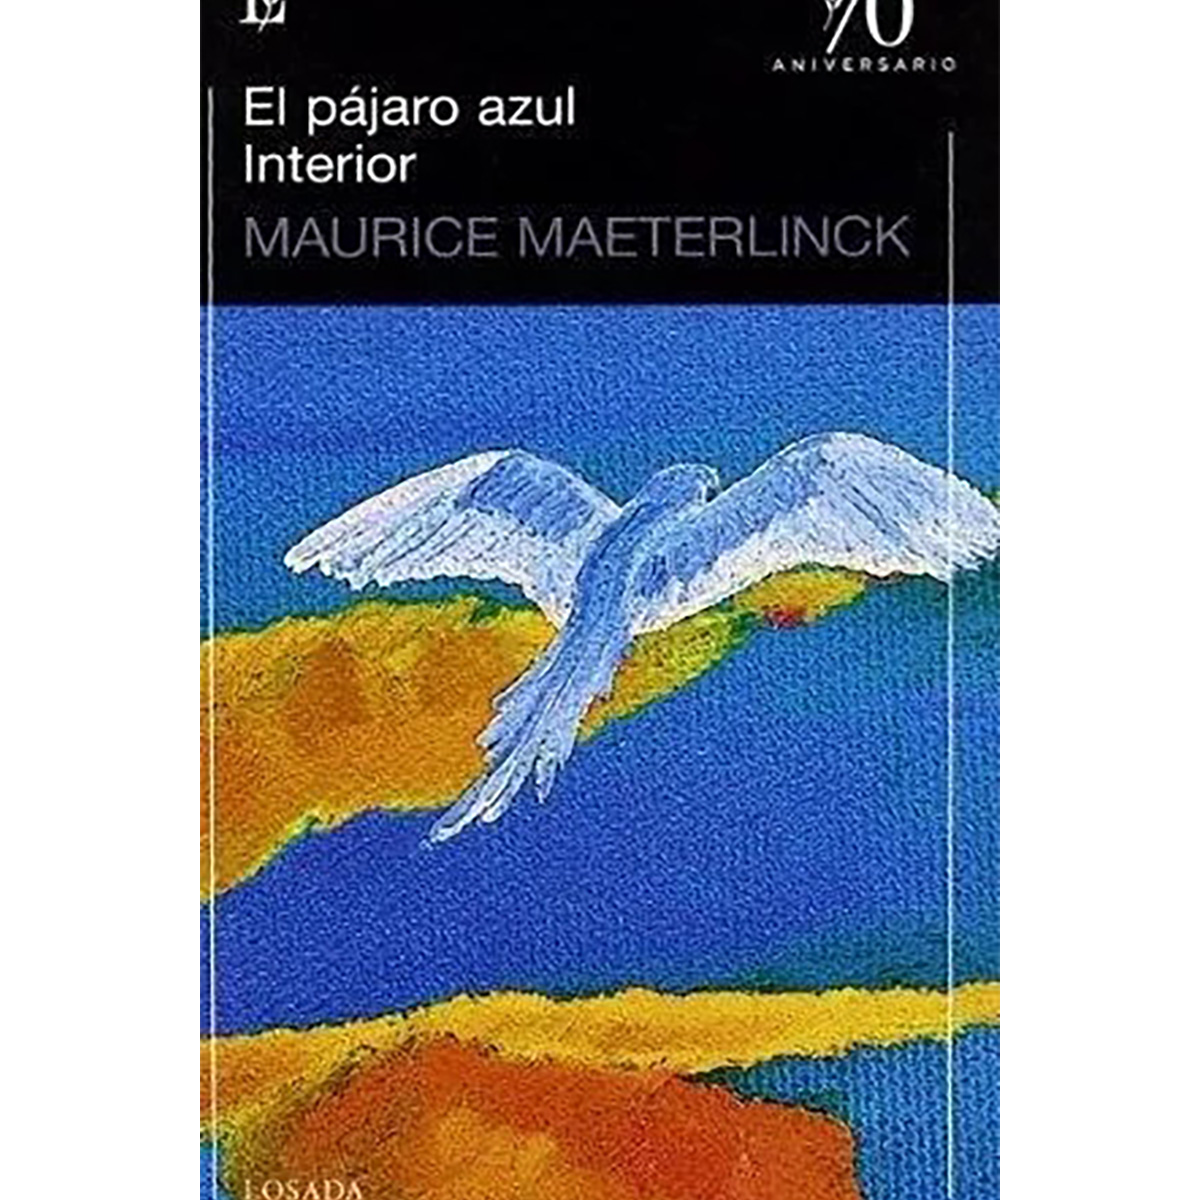 70
ANIVERSARIO
El pájaro azul
Interior
MAURICE MAETERLINCK
LOSADA